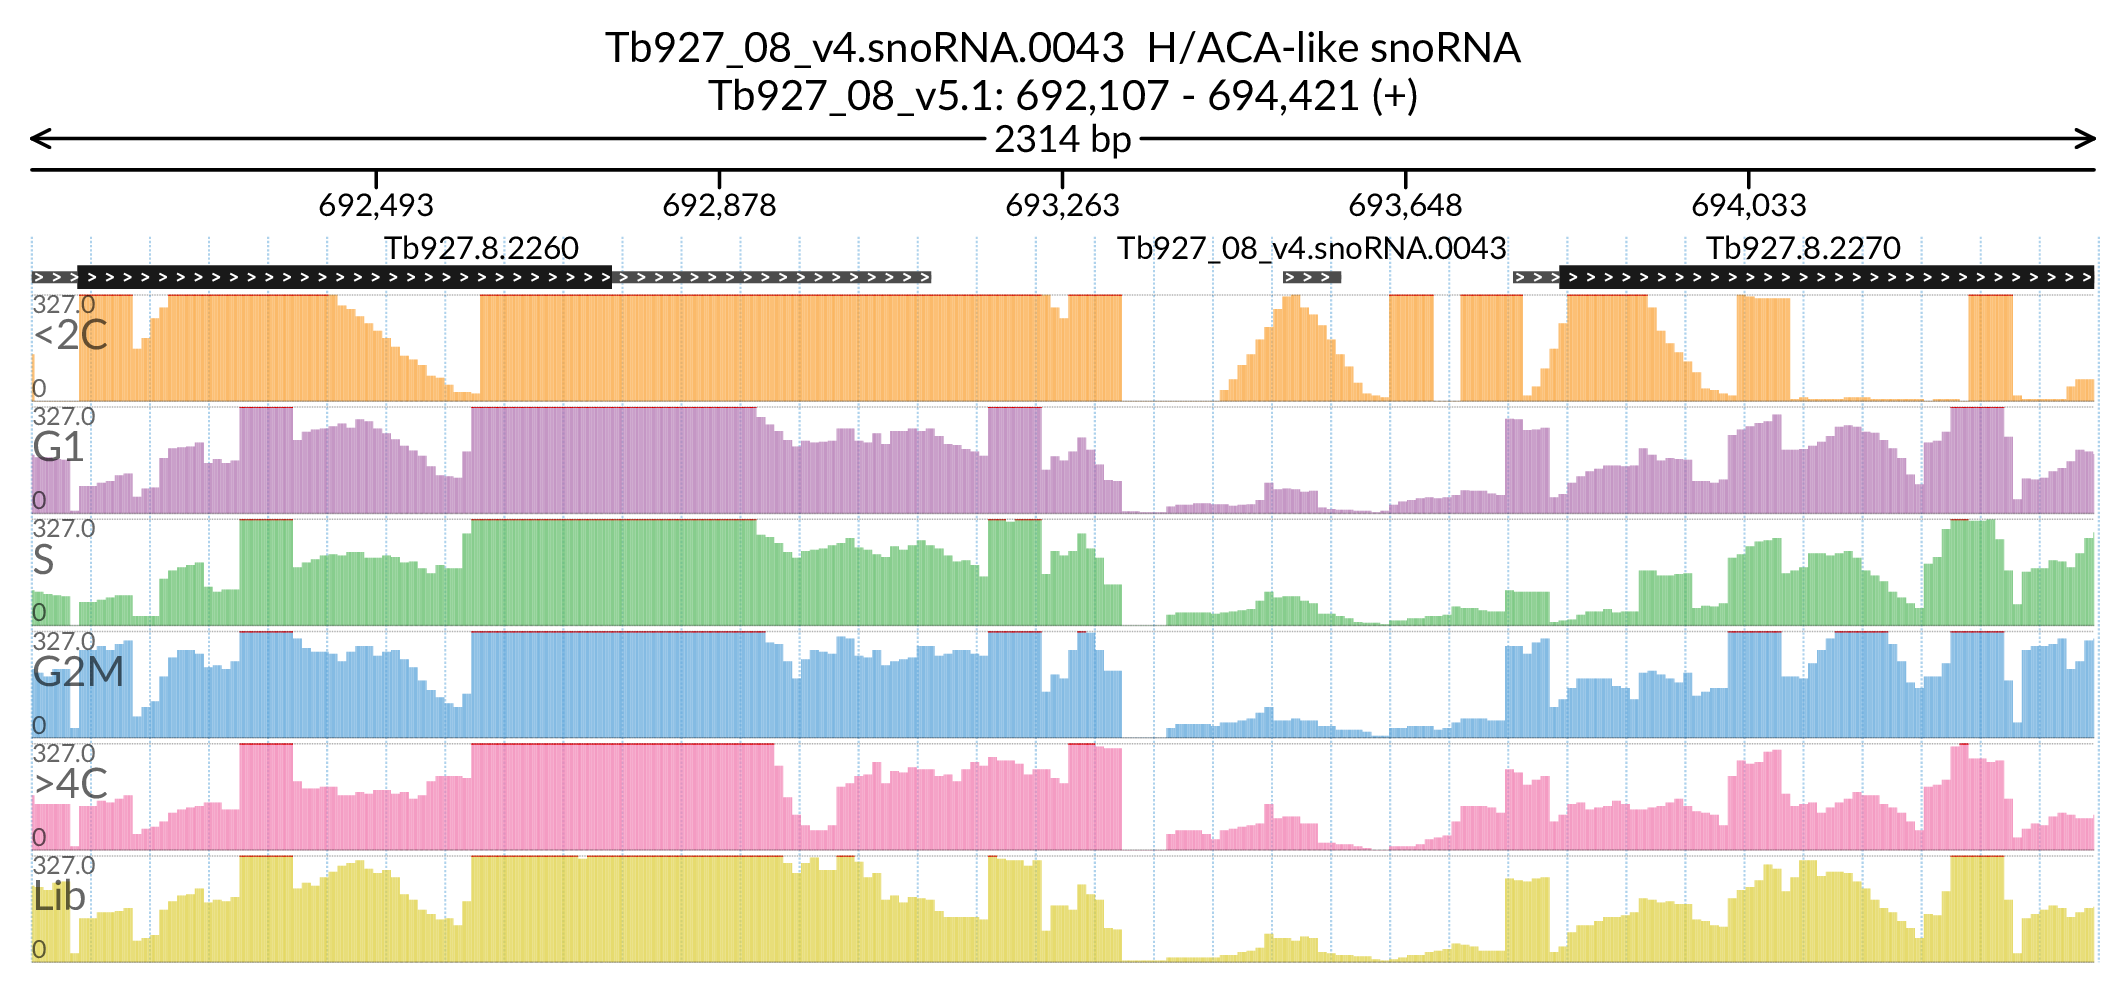 Tb927_08_v4.snoRNA.0043  H/ACA-like snoRNA
Tb927_08_v5.1: 692,107 - 694,421 (+)
2314 bp
692,493 692,878 693,263 693,648 694,033
Tb927.8.2260 Tb927_08_v4.snoRNA.0043 Tb927.8.2270
327.0
<2C
0
327.0
G1
0
327.0
S
0
327.0
G2M
0
327.0
>4C
0
327.0
Lib
0